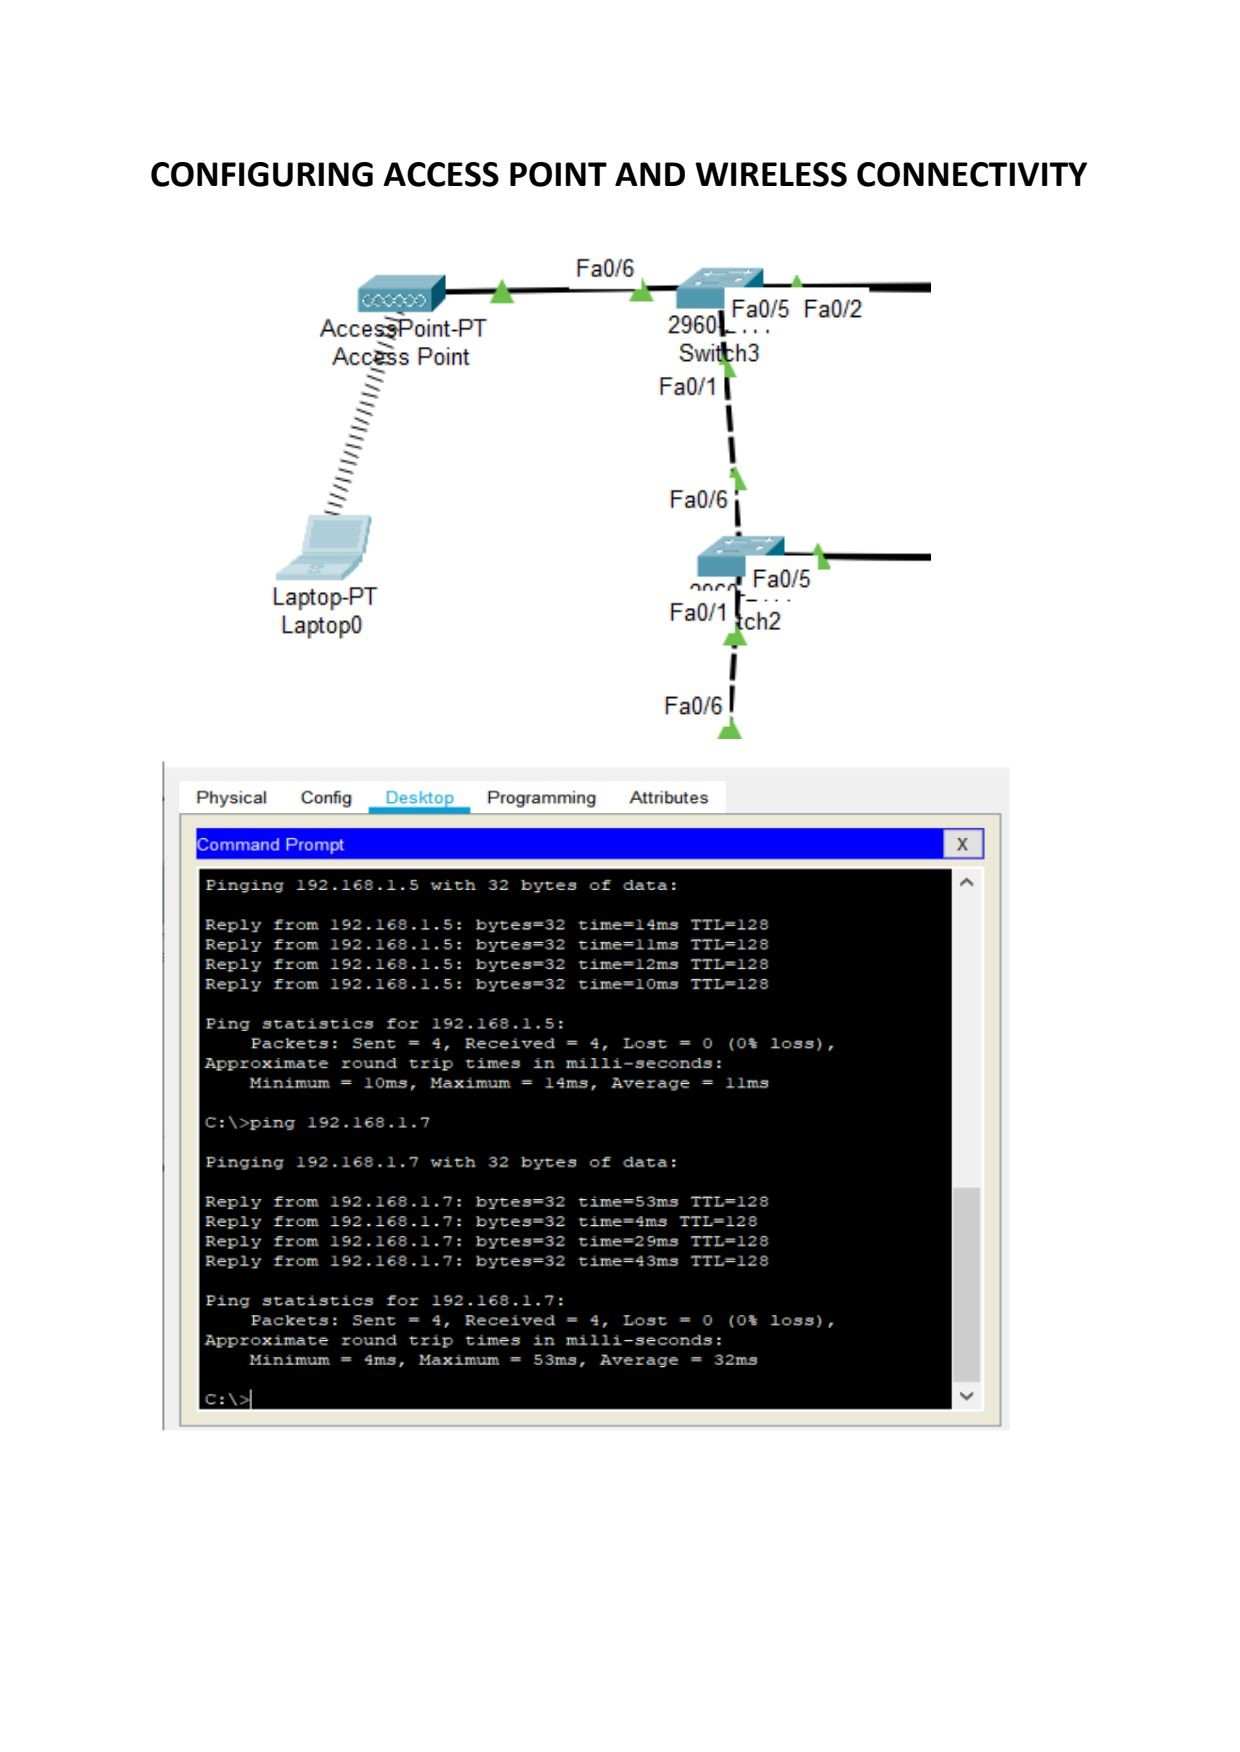 CONFIGURING ACCESS POINT AND WIRELESS CONNECTIVITY
Fa0/6
Fa0/5 Fa0/2
AccessPoint-PT
Access Point
Switch3
Fa0/1
Fa0/6
Fa0/5
Laptop-PT
Laptop0
Fa0/1
tch2
Fa0/6
Physical Config Desktop Programming Attributes
Command Prompt X
Pinging 192.168.1.5 with 32 bytes of data:
Reply from 192.168.1.5: bytes=32 time=14ms TTL=128
Reply from 192.168.1.5: bytes=32 time=11ms TTL=128
Reply from 192.168.1.5: bytes=32 time=12ms TTL=128
Reply from 192.168.1.5: bytes=32 time=10ms TTL=128
Ping statistics for 192.168.1.5:
Packets: Sent = 4, Received = 4, Lost = 0 (0% loss),
Approximate round trip times in milli-seconds:
Minimum = 10ms, Maximum = 14ms, Average = 11ms
C:\>ping 192.168.1.7
Pinging 192.168.1.7 with 32 bytes of data:
Reply from 192.168.1.7: bytes=32 time=53ms TTL=128
Reply from 192.168.1.7: bytes=32 time=4ms TTL=128
Reply from 192.168.1.7: bytes=32 time=29ms TTL=128
Reply from 192.168.1.7: bytes=32 time=43ms TTL=128
Ping statistics for 192.168.1.7:
Packets: Sent = 4, Received = 4, Lost = 0 (0% loss),
Approximate round trip times in milli-seconds:
Minimum = 4ms, Maximum = 53ms, Average = 32ms
C:\>